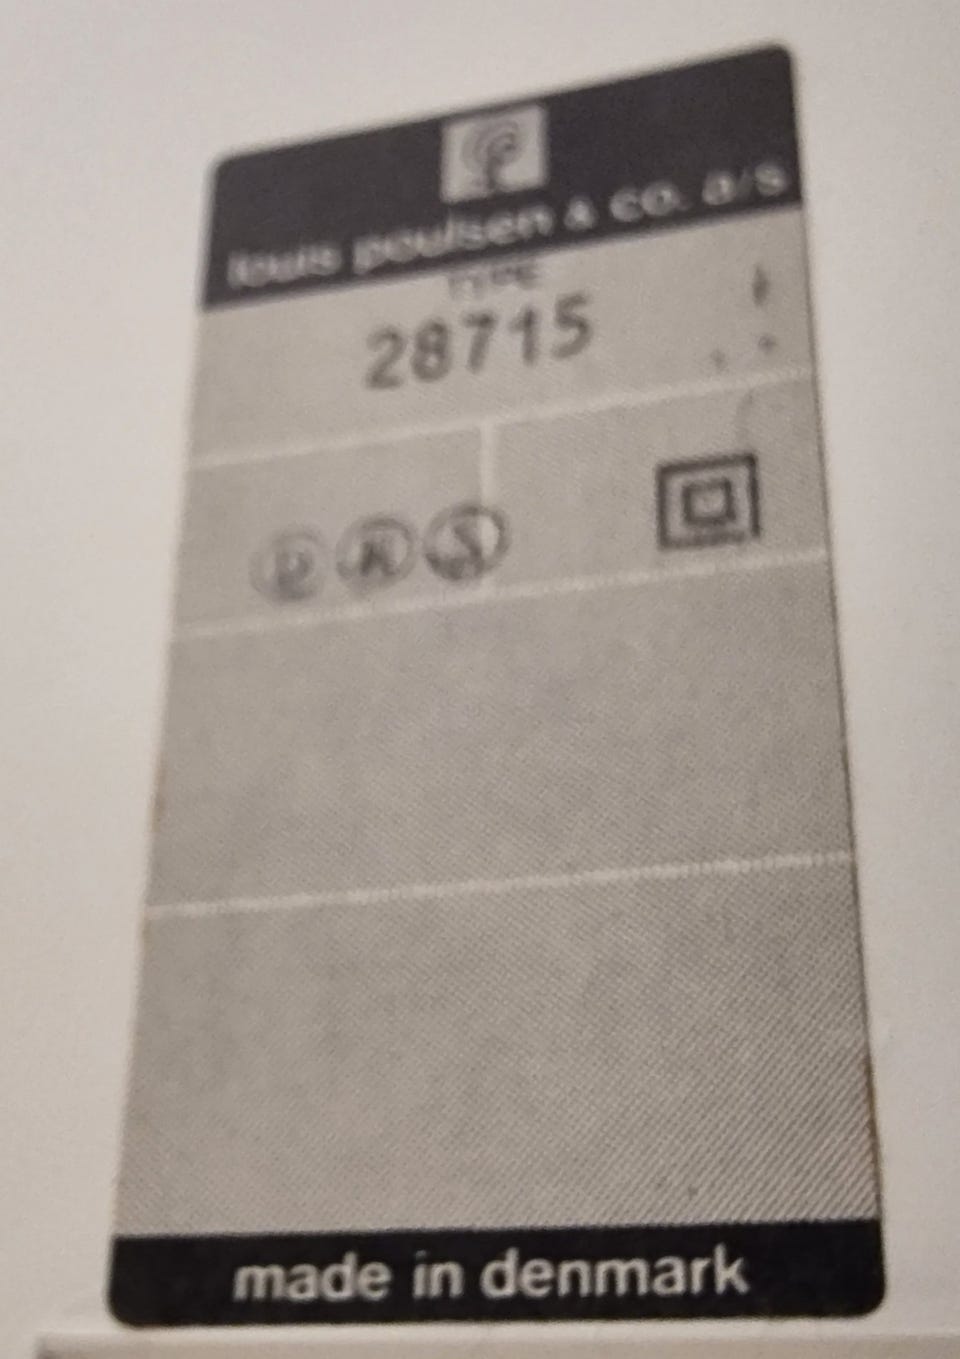 louis poulsen & co. a/s
TYPE
28715
D N S
made in denmark